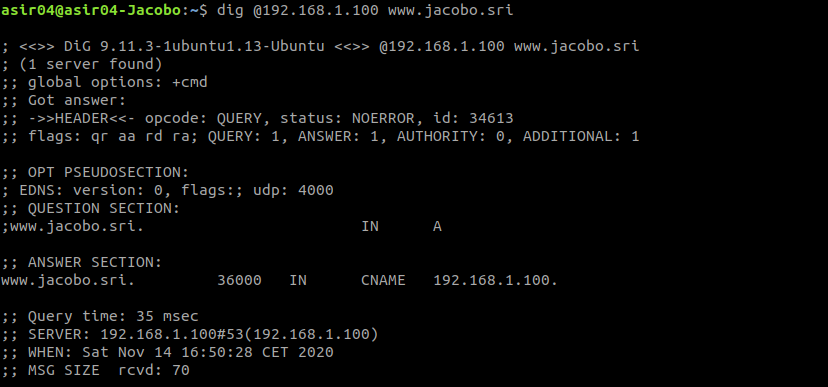 asir04@asir04-Jacobo:~$ dig @192.168.1.100 www.jacobo.sri
; <<>> DiG 9.11.3-1ubuntu1.13-Ubuntu <<>> @192.168.1.100 www.jacobo.sri
; (1 server found)
;; global options: +cmd
;; Got answer:
;; ->>HEADER<<- opcode: QUERY, status: NOERROR, id: 34613
;; flags: qr aa rd ra; QUERY: 1, ANSWER: 1, AUTHORITY: 0, ADDITIONAL: 1
;; OPT PSEUDOSECTION:
; EDNS: version: 0, flags:; udp: 4000
;; QUESTION SECTION:
;www.jacobo.sri. IN A
;; ANSWER SECTION:
www.jacobo.sri. 36000 IN CNAME 192.168.1.100.
;; Query time: 35 msec
;; SERVER: 192.168.1.100#53(192.168.1.100)
;; WHEN: Sat Nov 14 16:50:28 CET 2020
;; MSG SIZE rcvd: 70